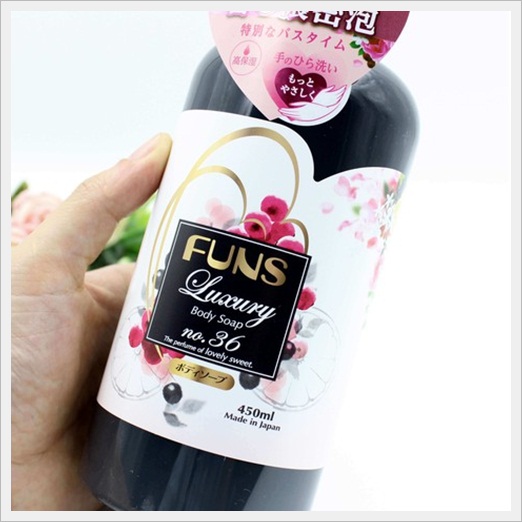 密泡
特別なバスタイム
高保湿
手のひら洗い
もっと
やさしく
FUNS
Luxury
Body Soap
no.36
The perfume of lovely sweet.
ボディソープ
450ml
Made in Japan